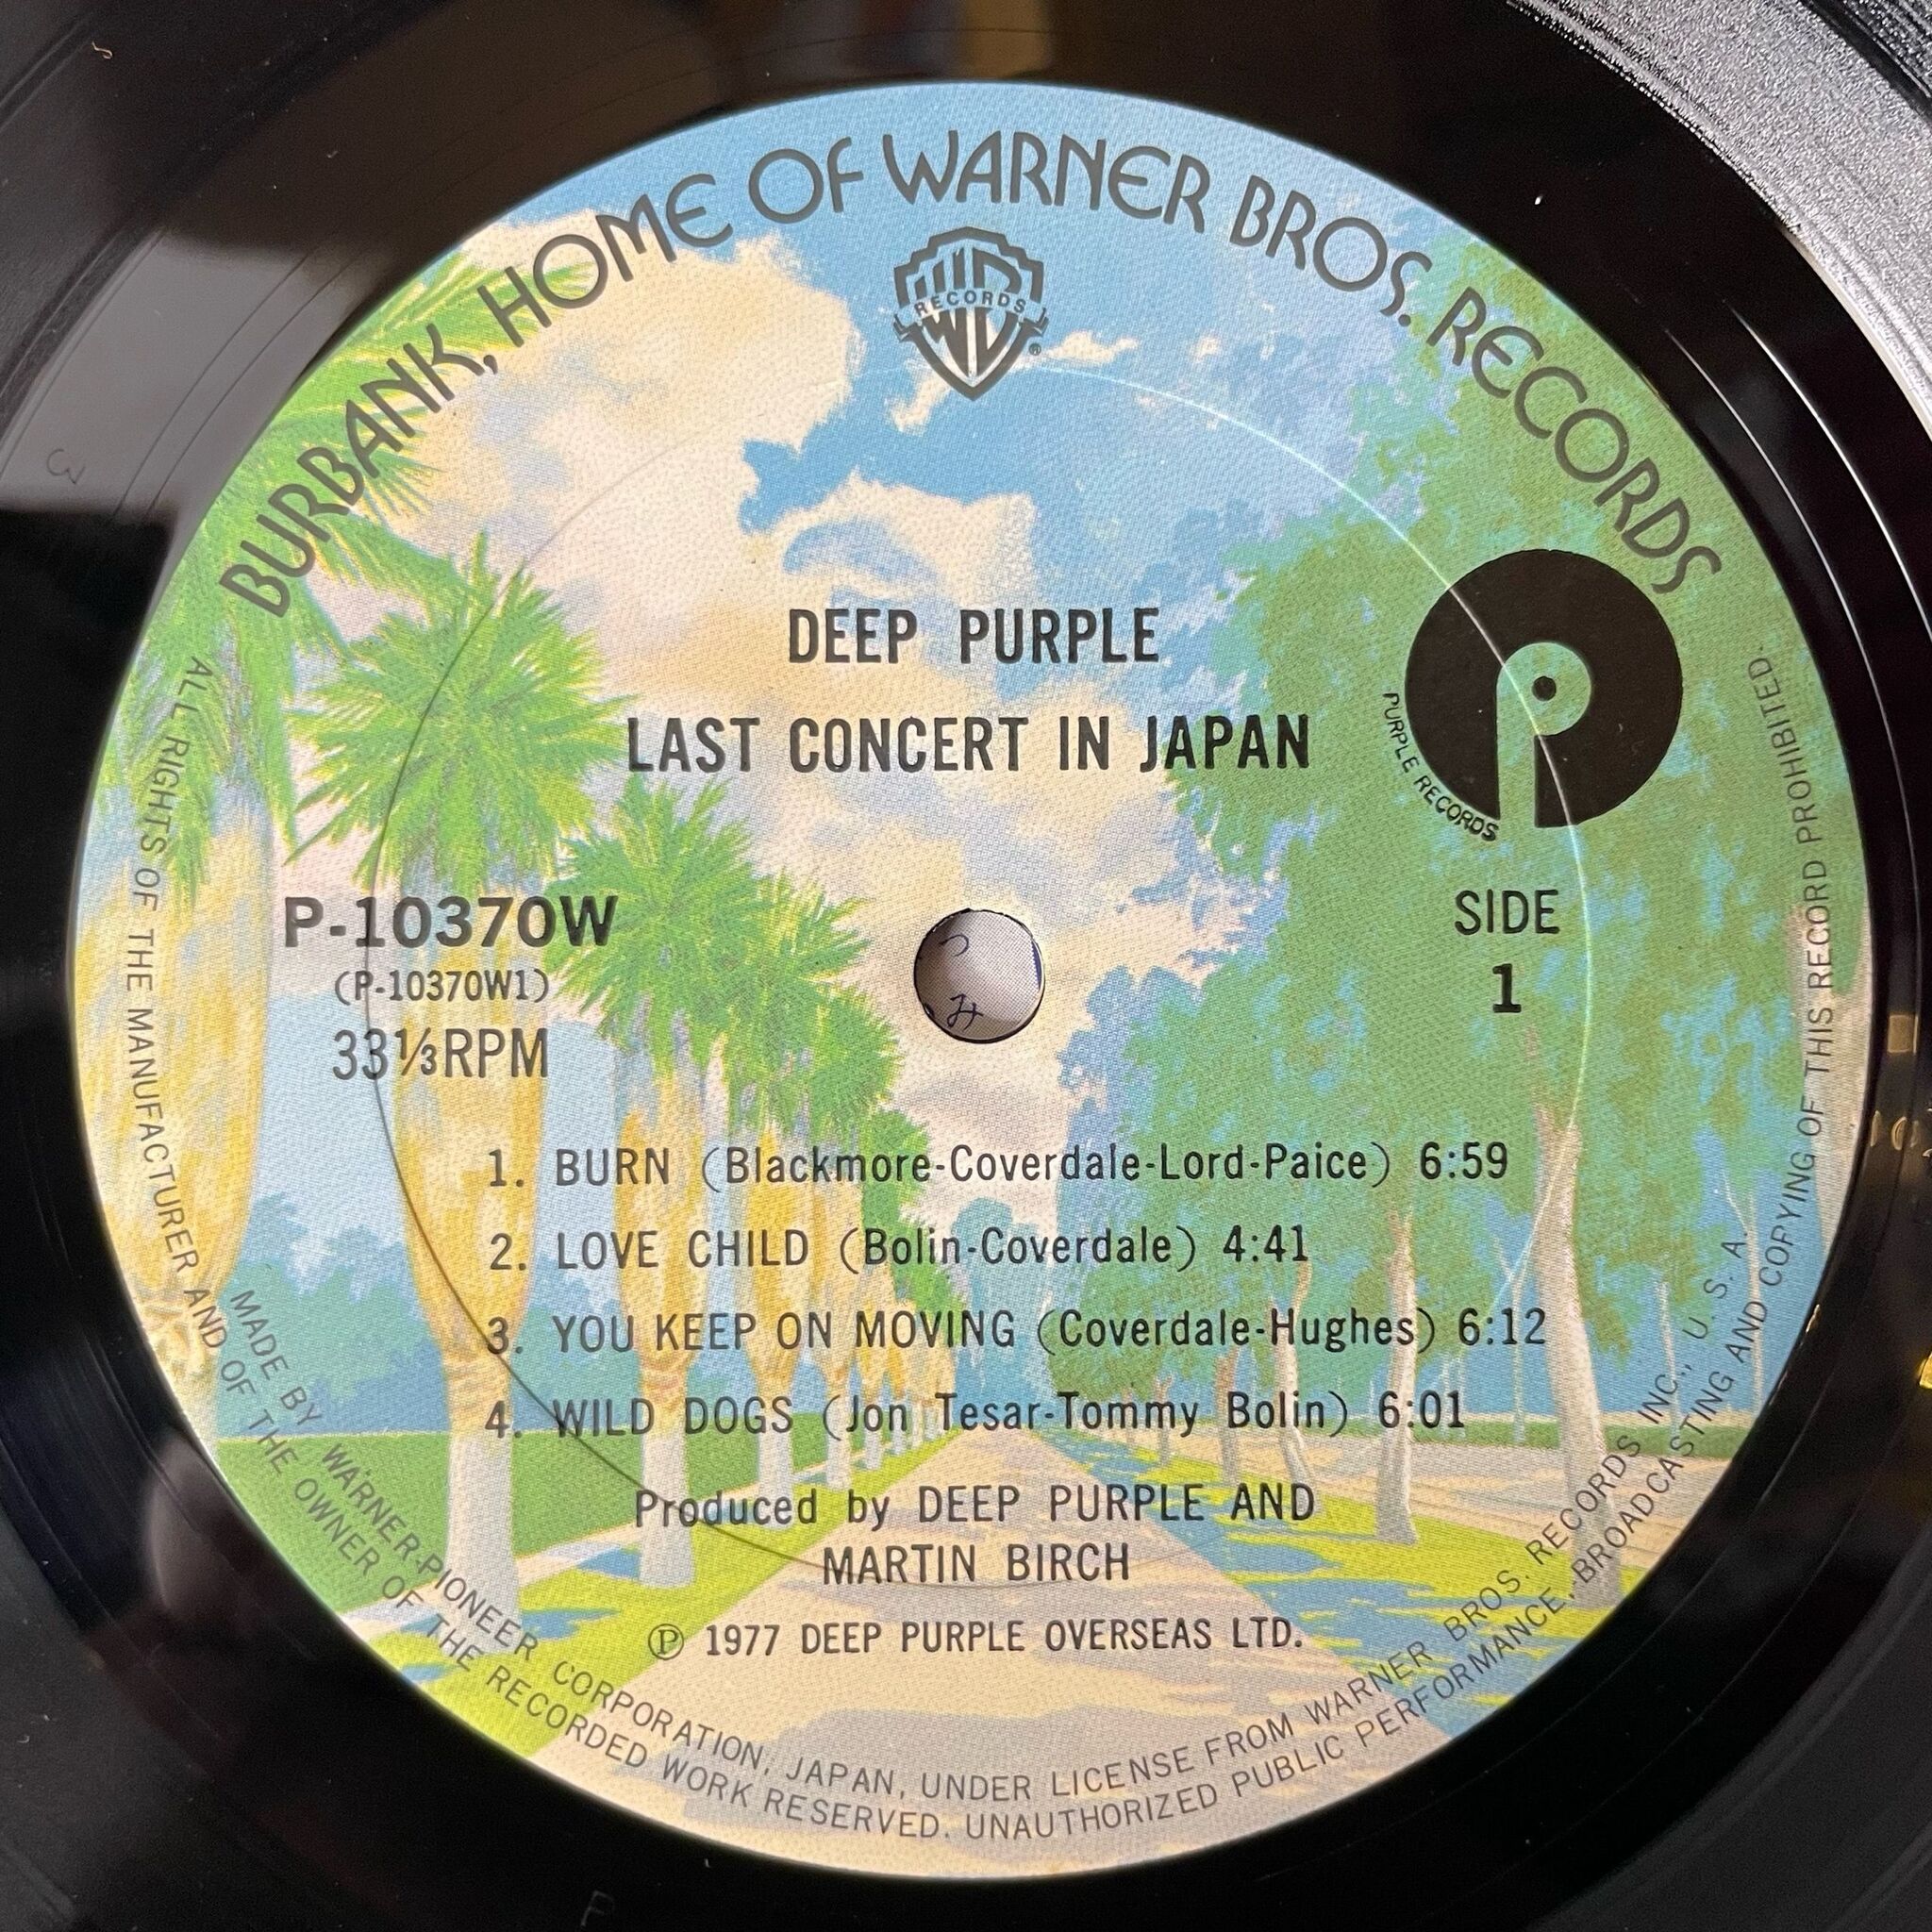 BURBANK, HOME OF WARNER BROS. RECORDS
RECORDS
DEEP PURPLE
LAST CONCERT IN JAPAN
PURPLE RECORDS
P-10370W
(P-10370W1)
33⅓RPM
SIDE
1
つ
み
1. BURN (Blackmore-Coverdale-Lord-Paice) 6:59
2. LOVE CHILD (Bolin-Coverdale) 4:41
3. YOU KEEP ON MOVING (Coverdale-Hughes) 6:12
4. WILD DOGS (Jon Tesar-Tommy Bolin) 6:01
Produced by DEEP PURPLE AND
MARTIN BIRCH
℗ 1977 DEEP PURPLE OVERSEAS LTD.
MADE BY WARNER-PIONEER CORPORATION, JAPAN, UNDER LICENSE FROM WARNER BROS. RECORDS INC., U. S. A.
ALL RIGHTS OF THE MANUFACTURER AND OF THE OWNER OF THE RECORDED WORK RESERVED. UNAUTHORIZED PUBLIC PERFORMANCE, BROADCASTING AND COPYING OF THIS RECORD PROHIBITED.
3
P